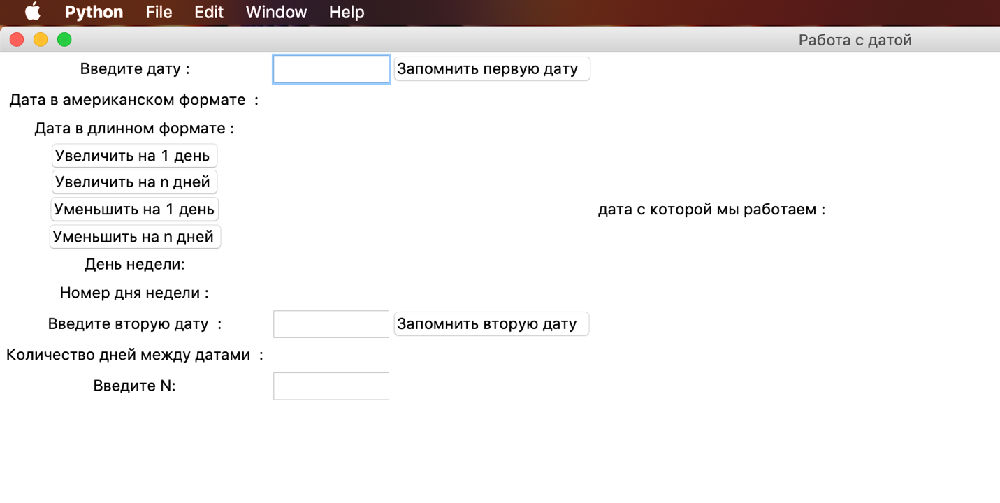 Python File Edit Window Help
Работа с датой
Введите дату : Запомнить первую дату
Дата в американском формате :
Дата в длинном формате :
Увеличить на 1 день
Увеличить на n дней
Уменьшить на 1 день дата с которой мы работаем :
Уменьшить на n дней
День недели:
Номер дня недели :
Введите вторую дату : Запомнить вторую дату
Количество дней между датами :
Введите N: